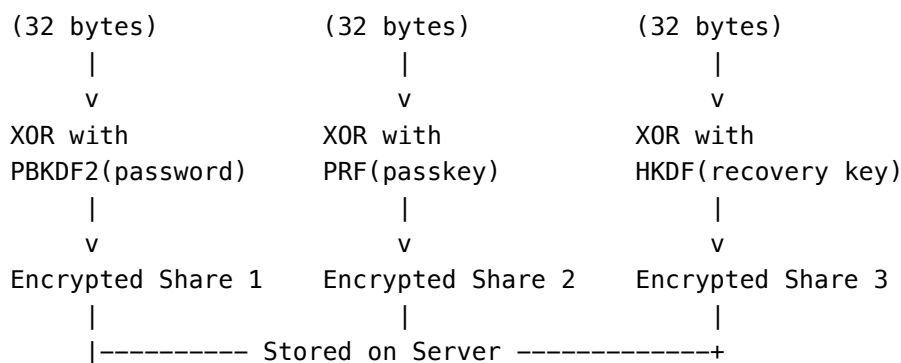 (32 bytes) (32 bytes) (32 bytes)
| | |
v v v
XOR with XOR with XOR with
PBKDF2(password) PRF(passkey) HKDF(recovery key)
| | |
v v v
Encrypted Share 1 Encrypted Share 2 Encrypted Share 3
| | |
|---------- Stored on Server -------------+